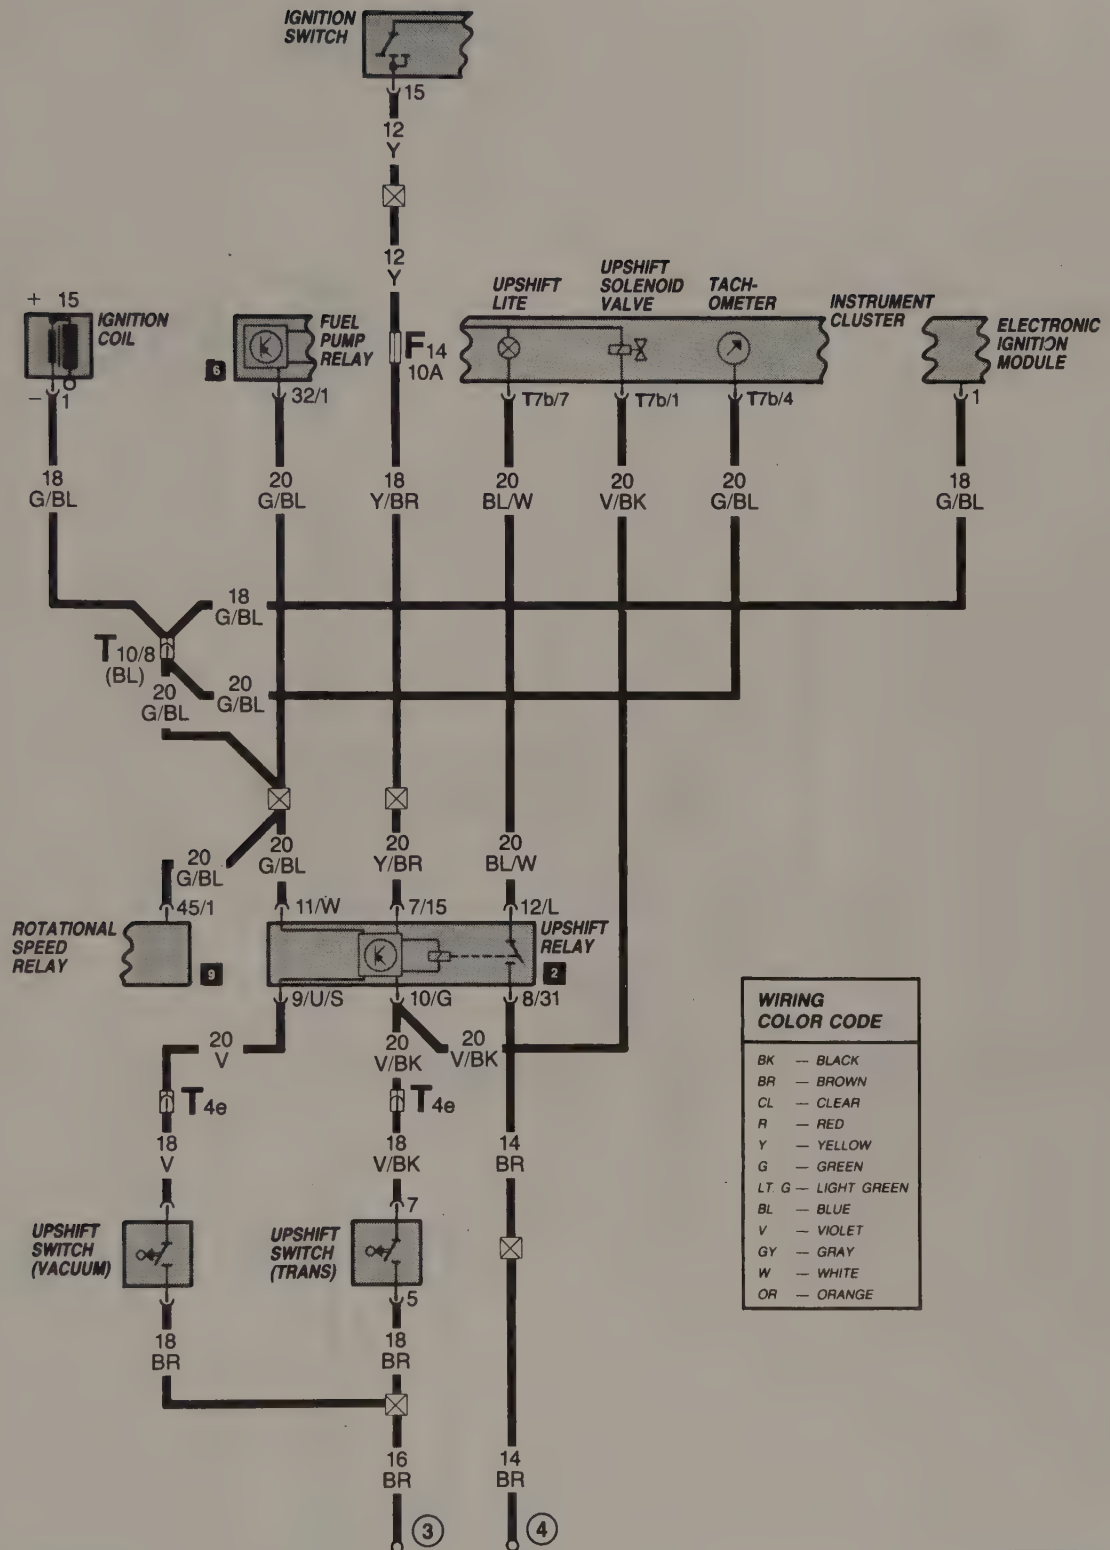 IGNITION
SWITCH
15
12
Y
12
Y
+ 15
IGNITION
COIL
- 1
6
FUEL
PUMP
RELAY
32/1
F14
10A
UPSHIFT
LITE
UPSHIFT
SOLENOID
VALVE
TACH-
OMETER
INSTRUMENT
CLUSTER
T7b/7
T7b/1
T7b/4
ELECTRONIC
IGNITION
MODULE
1
18
G/BL
20
G/BL
18
Y/BR
20
BL/W
20
V/BK
20
G/BL
18
G/BL
18
G/BL
T10/8
(BL)
20
G/BL
20
G/BL
20
G/BL
20
G/BL
20
Y/BR
20
BL/W
45/1
11/W
7/15
12/L
ROTATIONAL
SPEED
RELAY
9
UPSHIFT
RELAY
2
9/U/S
10/G
8/31
20
V
20
V/BK
20
V/BK
T4e
T4e
18
V
18
V/BK
14
BR
7
UPSHIFT
SWITCH
(VACUUM)
UPSHIFT
SWITCH
(TRANS)
5
18
BR
18
BR
16
BR
14
BR
3
4
WIRING
COLOR CODE
BK — BLACK
BR — BROWN
CL — CLEAR
R — RED
Y — YELLOW
G — GREEN
LT. G — LIGHT GREEN
BL — BLUE
V — VIOLET
GY — GRAY
W — WHITE
OR — ORANGE